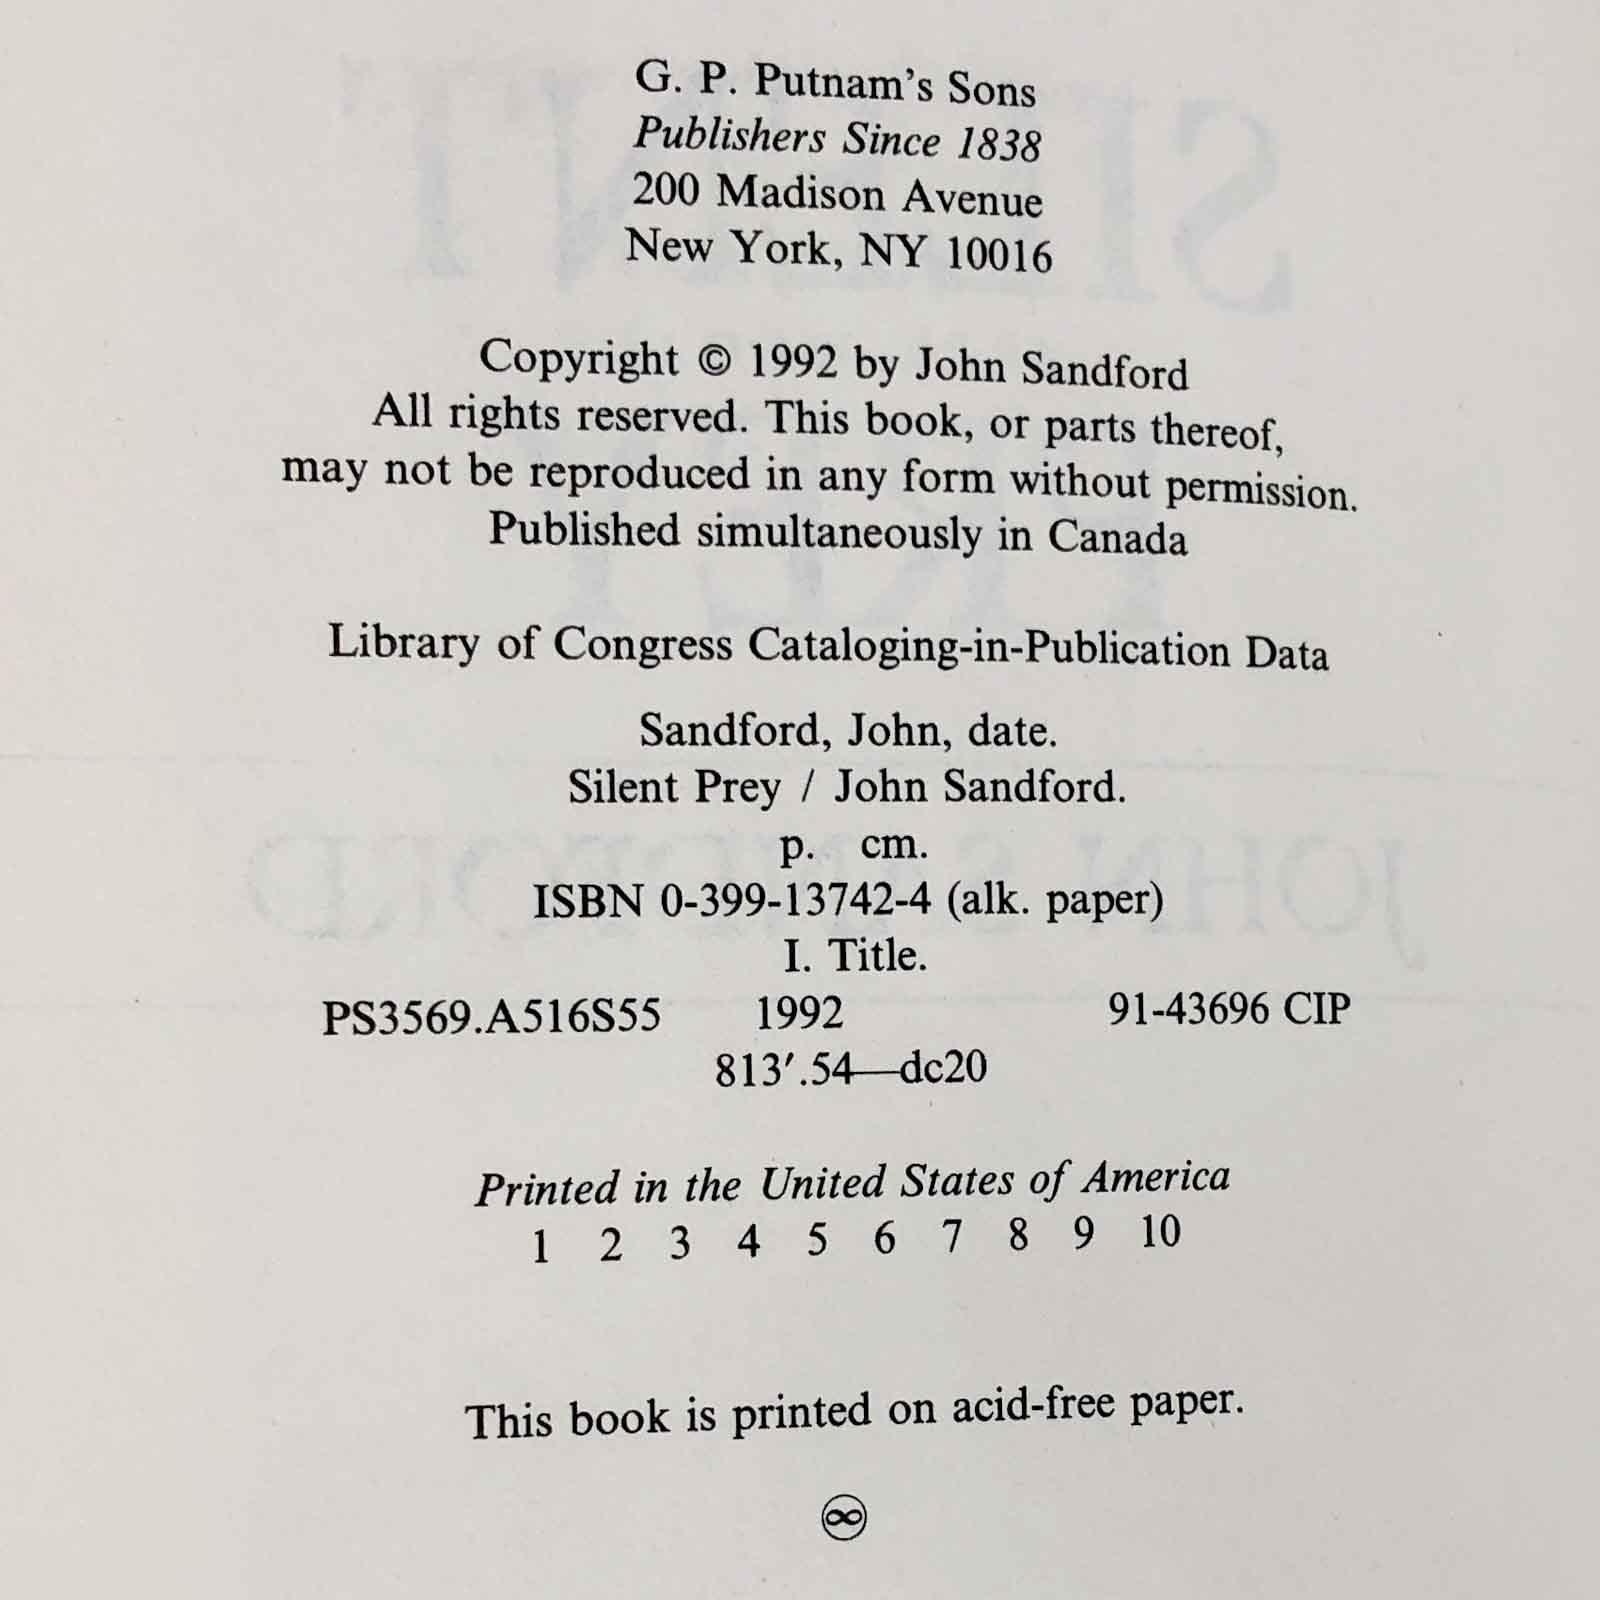 G. P. Putnam's Sons
Publishers Since 1838
200 Madison Avenue
New York, NY 10016
Copyright © 1992 by John Sandford
All rights reserved. This book, or parts thereof,
may not be reproduced in any form without permission.
Published simultaneously in Canada
Library of Congress Cataloging-in-Publication Data
Sandford, John, date.
Silent Prey / John Sandford.
p. cm.
ISBN 0-399-13742-4 (alk. paper)
I. Title.
PS3569.A516S55 1992 91-43696 CIP
813′.54—dc20
Printed in the United States of America
1 2 3 4 5 6 7 8 9 10
This book is printed on acid-free paper.
♾